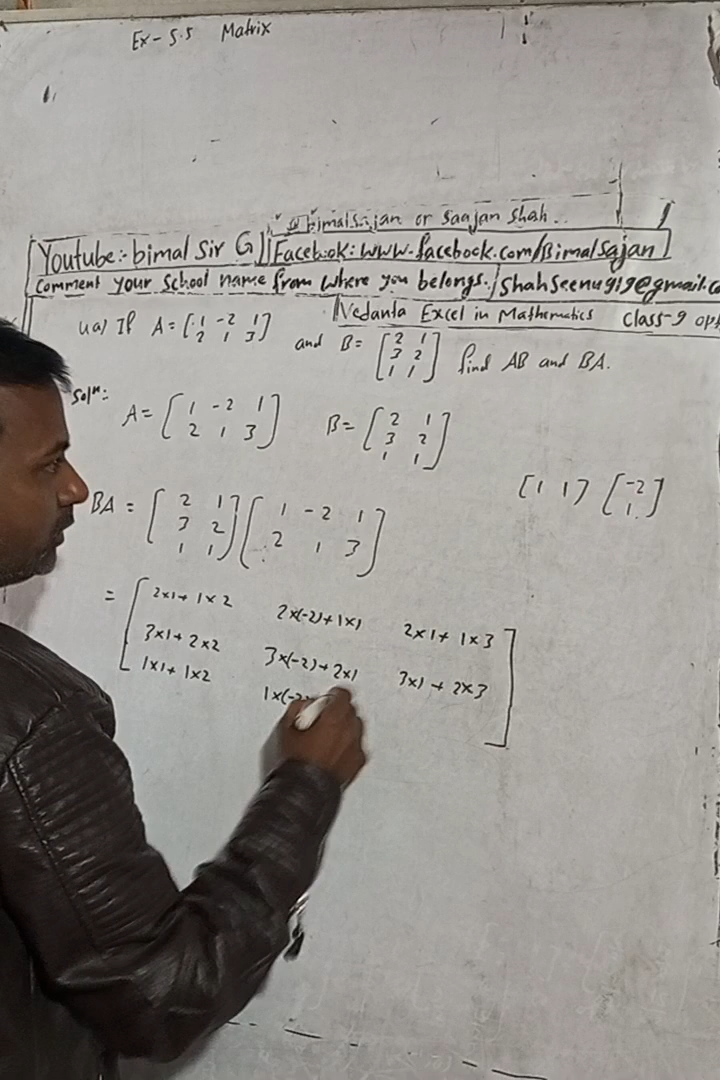 Ex-5.5 Matrix
@bimalsajan or Saajan Shah..
Youtube:- bimal Sir G || Facebook: www.facebook.com/Bimalsajan
Comment your School name from where you belongs. / Shahseenu919@gmail.c
Vedanta Excel in Mathematics Class-9 opt
4a) If A = [1 -2 1
2 1 3] and B = [2 1
3 2
1 1] find AB and BA.
Solⁿ:
A = [1 -2 1
2 1 3] B = [2 1
3 2
1 1]
[1 1] [-2
1]
BA = [2 1
3 2
1 1] [1 -2 1
2 1 3]
= [2×1+1×2 2×(-2)+1×1 2×1+1×3
3×1+2×2 3×(-2)+2×1 3×1+2×3
1×1+1×2 1×(-2) ]